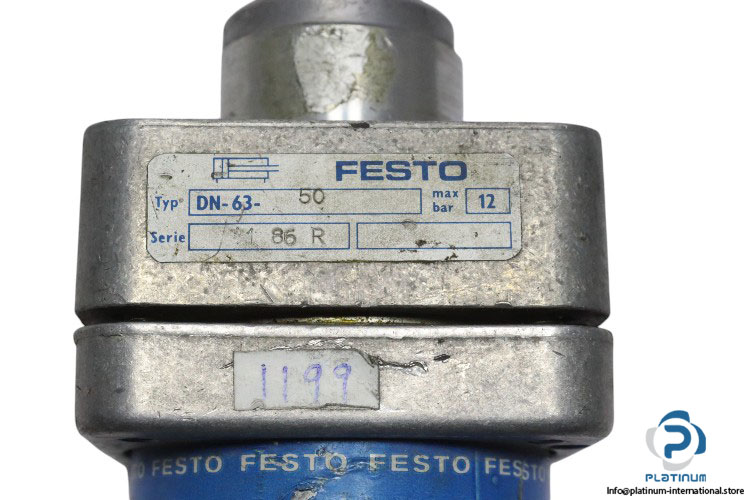 FESTO
Typ DN-63- 50 max bar 12
Serie 86 R
1199
FESTO FESTO FESTO
PLATINUM
Info@platinum-international.store